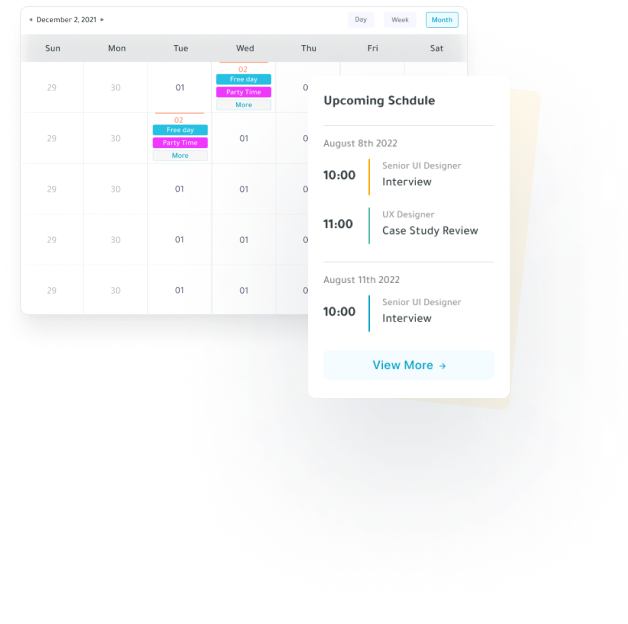 December 2, 2021
Day Week Month
Sun Mon Tue Wed Thu Fri Sat
02
Free day
29 30 01 Party Time 0
More
02
Free day
29 30 Party Time 01 0
More
29 30 01 01 0
29 30 01 01 0
29 30 01 01 0
Upcoming Schdule
August 8th 2022
Senior UI Designer
10:00
Interview
UX Designer
11:00
Case Study Review
August 11th 2022
Senior UI Designer
10:00
Interview
View More →